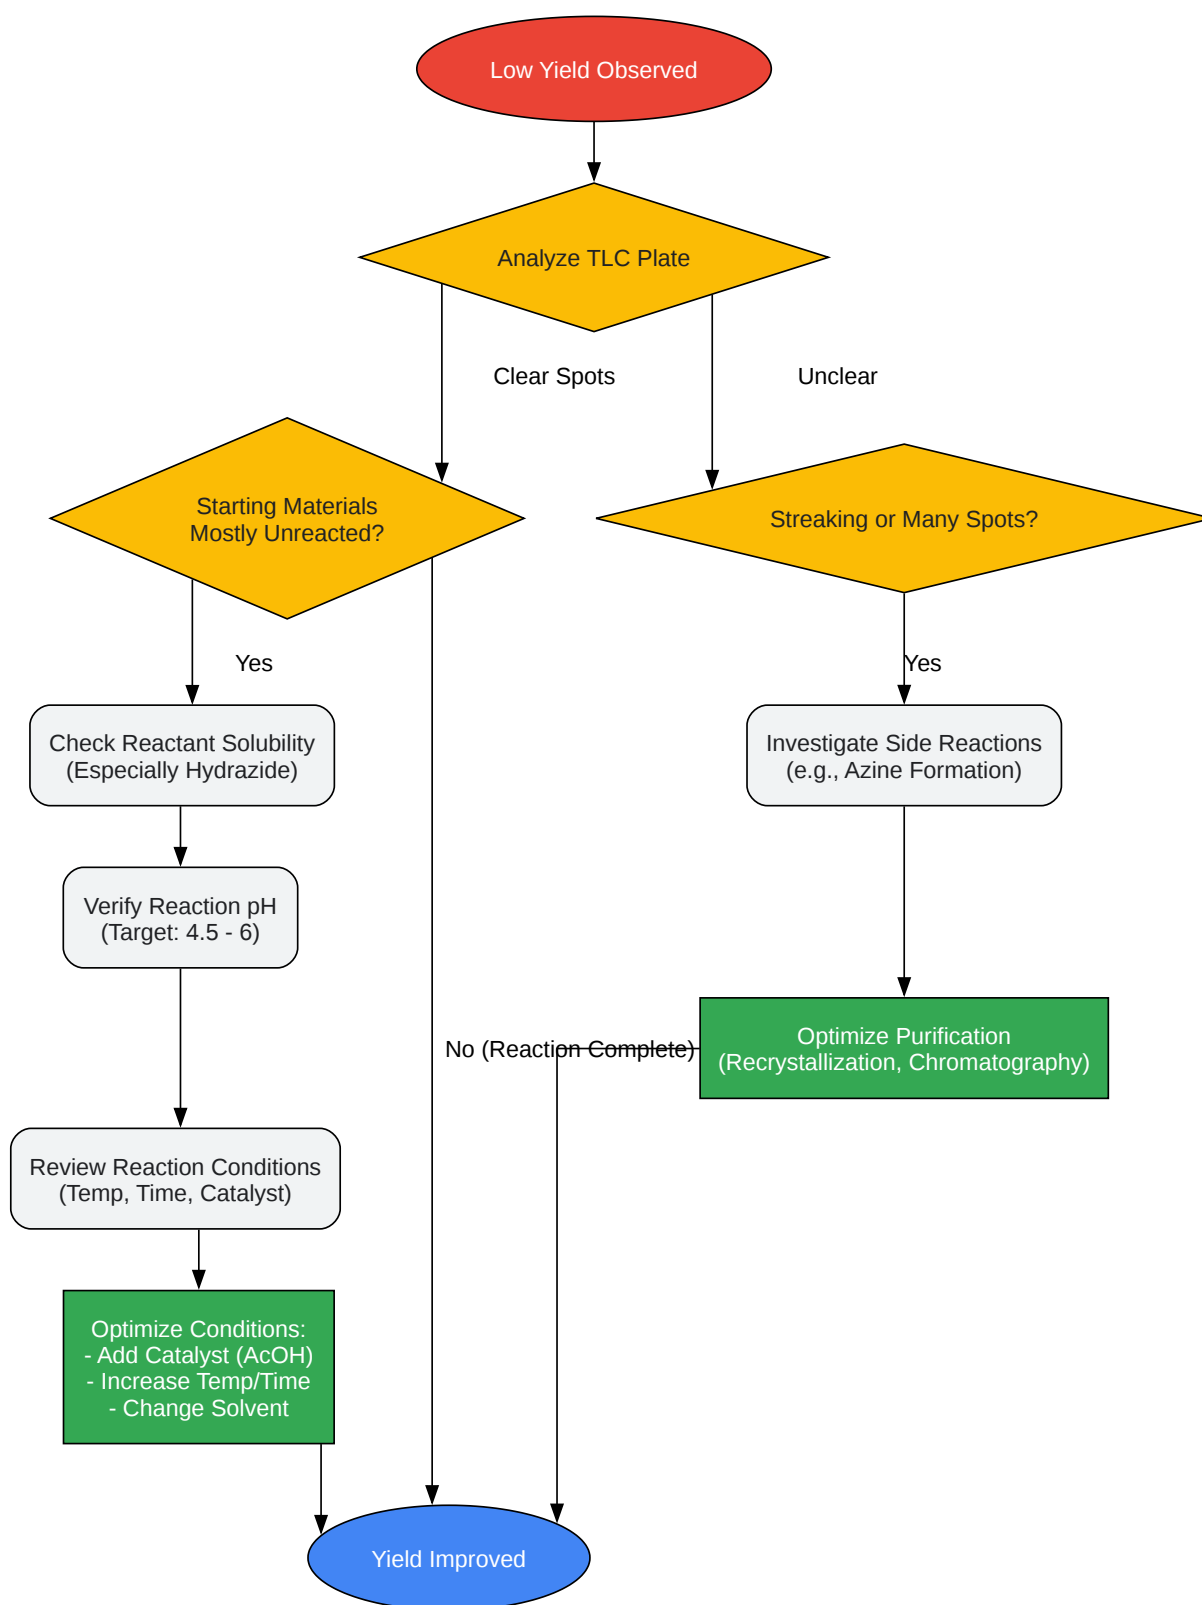 Low Yield Observed
Analyze TLC Plate
Clear Spots
Unclear
Starting Materials
Mostly Unreacted?
Streaking or Many Spots?
Yes
Yes
Check Reactant Solubility
(Especially Hydrazide)
Investigate Side Reactions
(e.g., Azine Formation)
Verify Reaction pH
(Target: 4.5 - 6)
No (Reaction Complete)
Optimize Purification
(Recrystallization, Chromatography)
Review Reaction Conditions
(Temp, Time, Catalyst)
Optimize Conditions:
- Add Catalyst (AcOH)
- Increase Temp/Time
- Change Solvent
Yield Improved